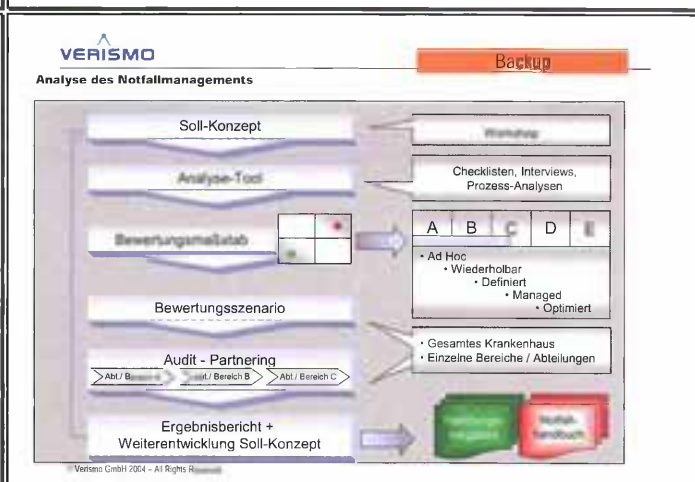 VERISMO
Backup
Analyse des Notfallmanagements
Soll-Konzept
Workshop
Analyse-Tool
Checklisten, Interviews,
Prozess-Analysen
Bewertungsmaßstab
A B C D E
• Ad Hoc
• Wiederholbar
• Definiert
• Managed
• Optimiert
Bewertungsszenario
• Gesamtes Krankenhaus
• Einzelne Bereiche / Abteilungen
Audit - Partnering
Abt./ Bereich B
Abt./ Bereich C
Ergebnisbericht +
Weiterentwicklung Soll-Konzept
Notfall-
handbuch
Verismo GmbH 2004 – All Rights